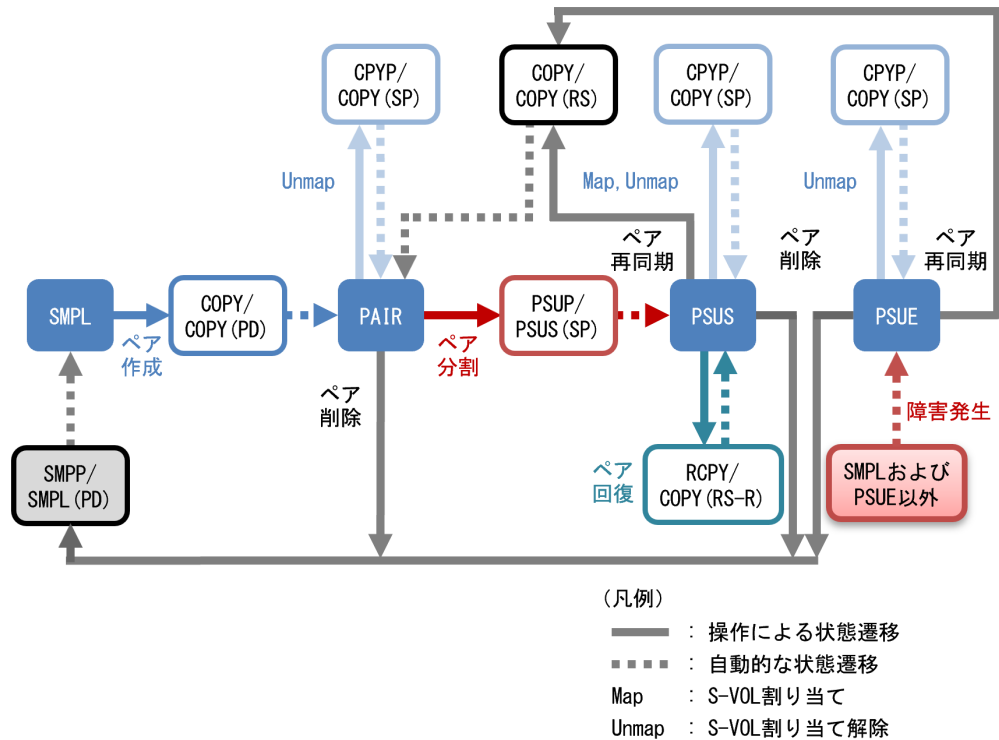 CPYP/
COPY(SP)
COPY/
COPY(RS)
CPYP/
COPY(SP)
CPYP/
COPY(SP)
Unmap
Map,Unmap
Unmap
ペア
再同期
ペア
削除
ペア
再同期
SMPL
COPY/
COPY(PD)
PAIR
PSUP/
PSUS(SP)
PSUS
PSUE
ペア
作成
ペア
分割
ペア
削除
障害発生
SMPP/
SMPL(PD)
ペア
回復
RCPY/
COPY(RS-R)
SMPLおよび
PSUE以外
(凡例)
: 操作による状態遷移
: 自動的な状態遷移
Map : S-VOL割り当て
Unmap : S-VOL割り当て解除